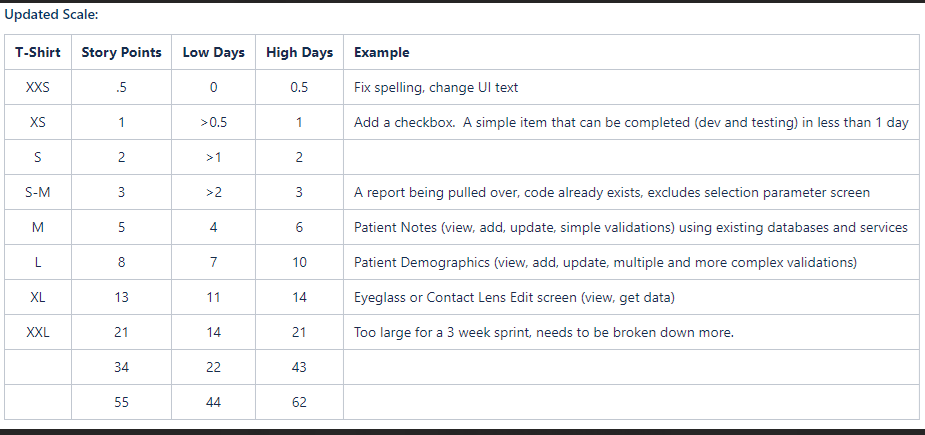 Updated Scale:
T-Shirt Story Points Low Days High Days Example
XXS .5 0 0.5 Fix spelling, change UI text
XS 1 >0.5 1 Add a checkbox.  A simple item that can be completed (dev and testing) in less than 1 day
S 2 >1 2
S-M 3 >2 3 A report being pulled over, code already exists, excludes selection parameter screen
M 5 4 6 Patient Notes (view, add, update, simple validations) using existing databases and services
L 8 7 10 Patient Demographics (view, add, update, multiple and more complex validations)
XL 13 11 14 Eyeglass or Contact Lens Edit screen (view, get data)
XXL 21 14 21 Too large for a 3 week sprint, needs to be broken down more.
34 22 43
55 44 62